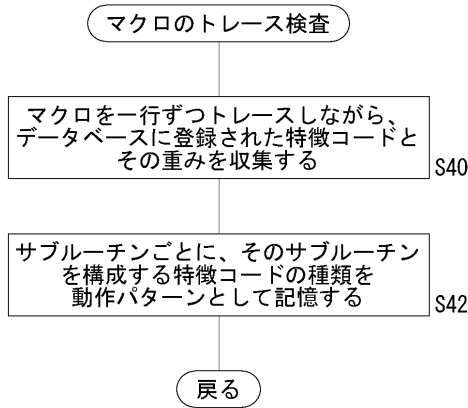 マクロのトレース検査
マクロを一行ずつトレースしながら、
データベースに登録された特徴コードと
その重みを収集する
S40
サブルーチンごとに、そのサブルーチン
を構成する特徴コードの種類を
動作パターンとして記憶する
S42
戻る